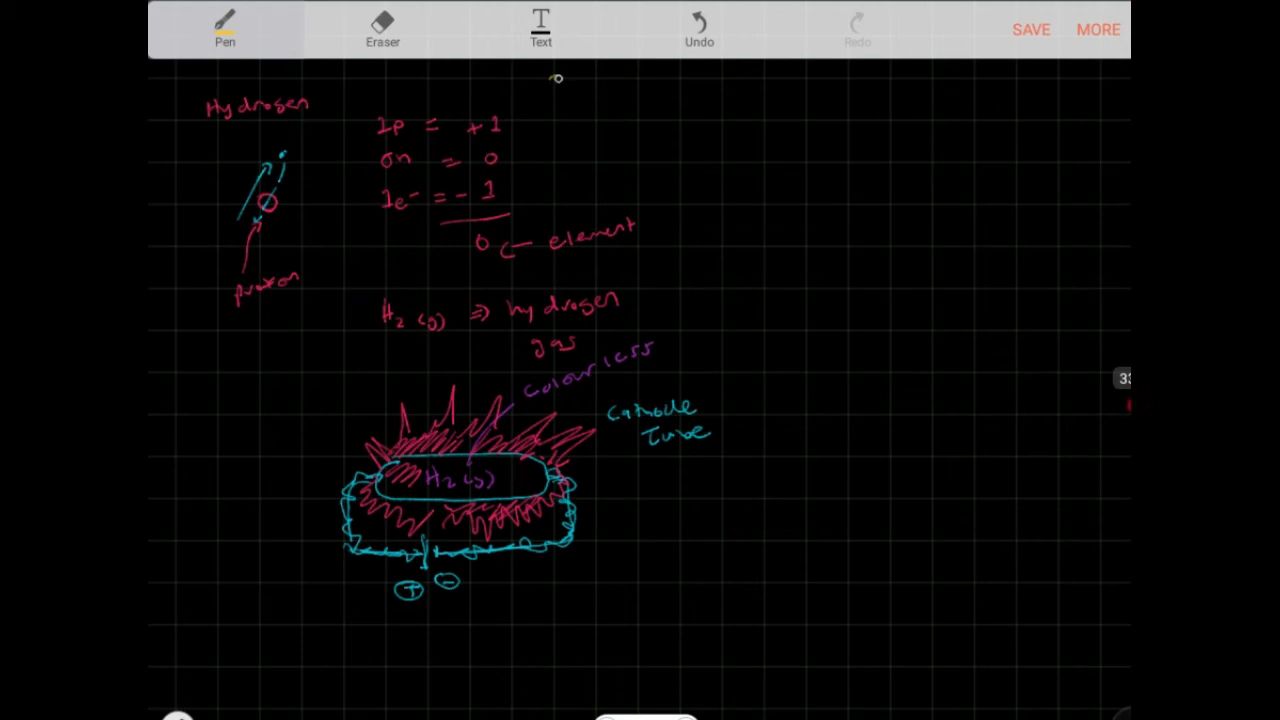 Pen
Eraser
Text
Undo
Redo
SAVE
MORE
Hydrogen
1p = +1
0n = 0
1e- = - 1
0 ← element
proton
H2 (g) => hydrogen
gas
Colourless
Cathode
Tube
H2 (g)
+ -
33